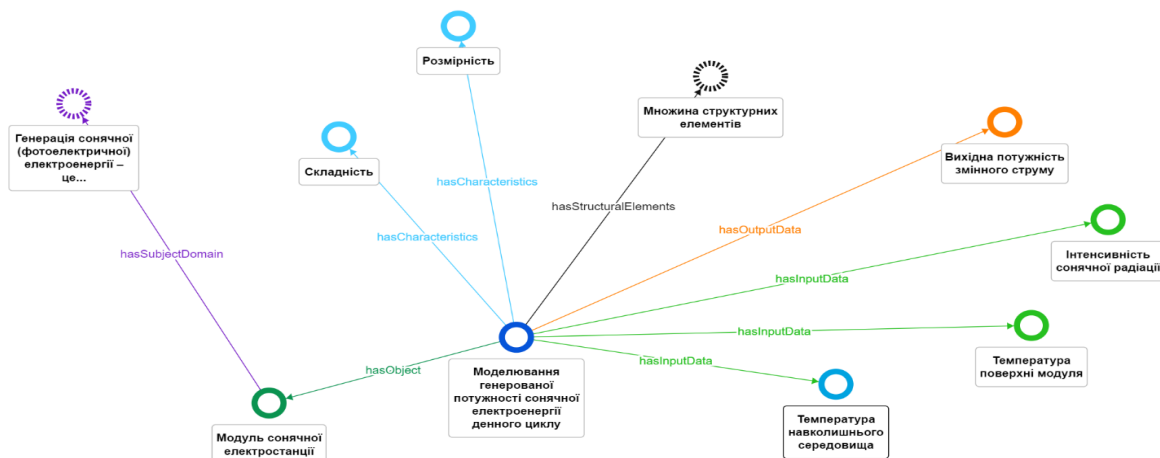 Розмірність
Множина структурних
елементів
Генерація сонячної
(фотоелектричної)
електроенергії –
це...
Складність
Вихідна потужність
змінного струму
hasCharacteristics
hasStructuralElements
hasCharacteristics
hasOutputData
hasSubjectDomain
Інтенсивність
сонячної радіації
hasInputData
hasInputData
hasInputData
hasObject
Температура
поверхні модуля
Моделювання
генерованої
потужності сонячної
електроенергії
денного циклу
Температура
навколишнього
середовища
Модуль сонячної
електростанції